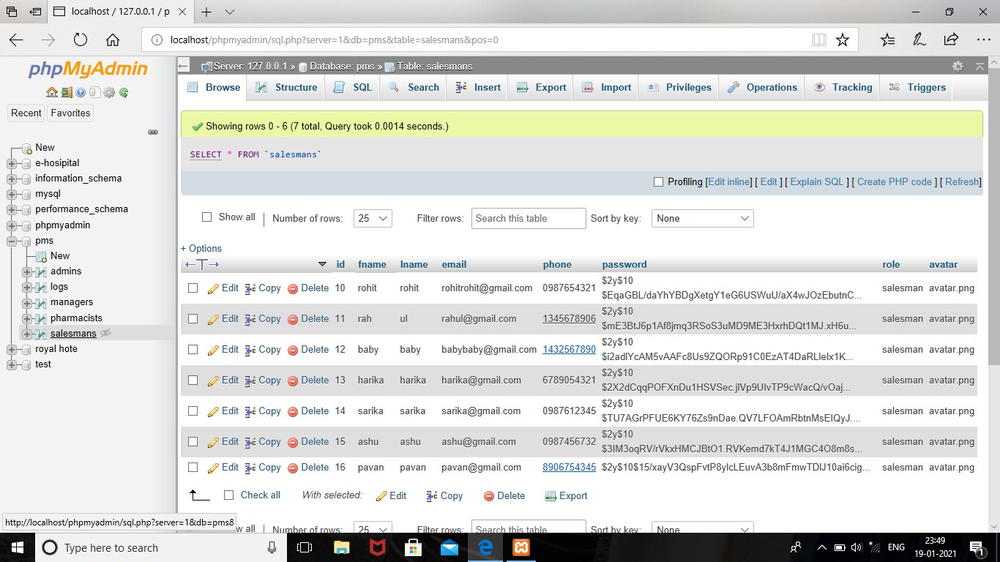 localhost / 127.0.0.1 / p
localhost/phpmyadmin/sql.php?server=1&db=pms&table=salesmans&pos=0
phpMyAdmin
Recent Favorites
New
e-hosipital
information_schema
mysql
performance_schema
phpmyadmin
pms
New
admins
logs
managers
pharmacists
salesmans
royal hote
test
http://localhost/phpmyadmin/sql.php?server=1&db=pms&
Server: 127.0.0.1 » Database: pms » Table: salesmans
Browse Structure SQL Search Insert Export Import Privileges Operations Tracking Triggers
Showing rows 0 - 6 (7 total, Query took 0.0014 seconds.)
SELECT * FROM `salesmans`
Profiling [Edit inline] [ Edit ] [ Explain SQL ] [ Create PHP code ] [ Refresh]
Show all | Number of rows: 25 Filter rows: Search this table Sort by key: None
+ Options
←T→ id fname lname email phone password role avatar
Edit Copy Delete 10 rohit rohit rohitrohit@gmail.com 0987654321 $2y$10 salesman avatar.png
$EqaGBL/daYhYBDgXetgY1eG6USWuU/aX4wJOzEbutnC...
Edit Copy Delete 11 rah ul rahul@gmail.com 1345678906 $2y$10 salesman avatar.png
$mE3BtJ6p1Af8jmq3RSoS3uMD9ME3HxrhDQt1MJ.xH6u...
Edit Copy Delete 12 baby baby babybaby@gmail.com 1432567890 $2y$10 salesman avatar.png
$i2adlYcAM5vAAFc8Us9ZQORp91C0EzAT4DaRLleIx1K...
Edit Copy Delete 13 harika harika harika@gmail.com 6789054321 $2y$10 salesman avatar.png
$2X2dCqqPOFXnDu1HSVSec.jlVp9UIvTP9cWacQ/vOaj...
Edit Copy Delete 14 sarika sarika sarika@gmail.com 0987612345 $2y$10 salesman avatar.png
$TU7AGrPFUE6KY76Zs9nDae.QV7LFOAmRbtnMsEIQyJ....
Edit Copy Delete 15 ashu ashu ashu@gmail.com 0987456732 $2y$10 salesman avatar.png
$3IM3oqRV/rVkxHMCJBtO1.RVKemd7kT4J1MGC4O8m8s...
Edit Copy Delete 16 pavan pavan pavan@gmail.com 8906754345 $2y$10$15/xayV3QspFvtP8ylcLEuvA3b8mFmwTDlJ10ai6cig... salesman avatar.png
Check all With selected: Edit Copy Delete Export
all Number of rows: 25 Filter rows: Search this table Sort by key: None
Type here to search
ENG
23:49
19-01-2021
1